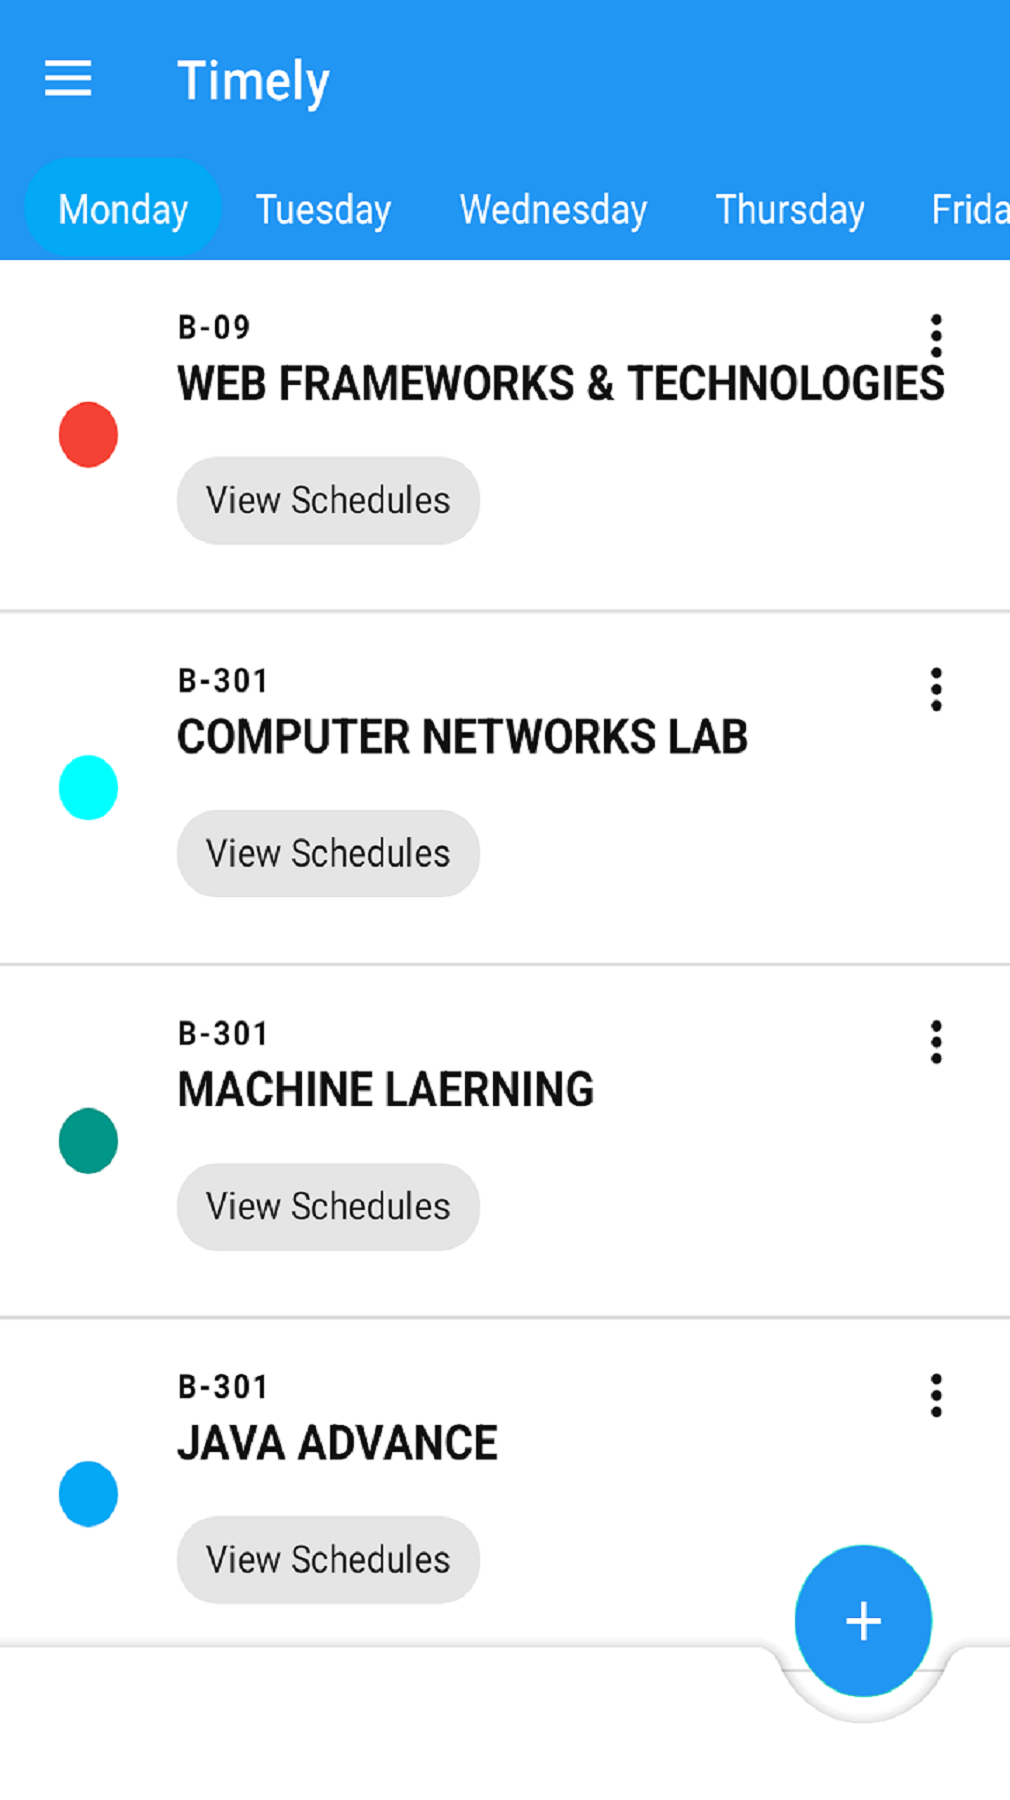 Timely
Monday Tuesday Wednesday Thursday Frida
B-09
WEB FRAMEWORKS & TECHNOLOGIES
View Schedules
B-301
COMPUTER NETWORKS LAB
View Schedules
B-301
MACHINE LAERNING
View Schedules
B-301
JAVA ADVANCE
View Schedules
+